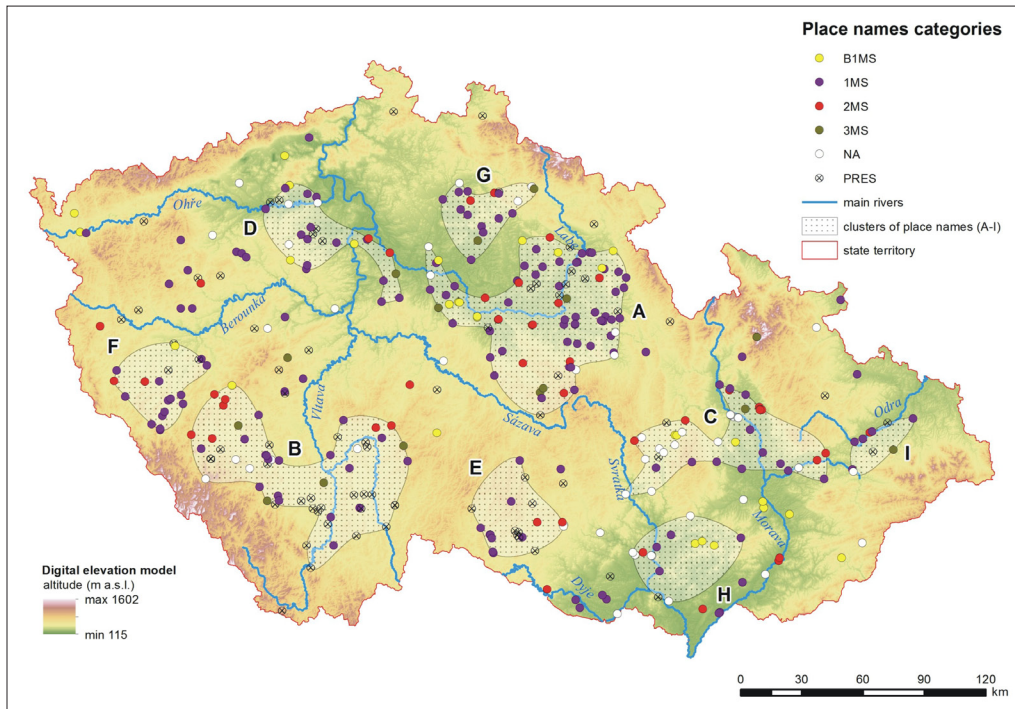 Place names categories
B1MS
1MS
2MS
3MS
NA
PRES
main rivers
clusters of place names (A-I)
state territory
G
Ohře
D
Labe
A
Berounka
F
Vltava
Sázava
B
C
Odra
E
I
Svratka
Morava
Dyje
H
Digital elevation model
altitude (m a.s.l.)
max 1602
min 115
0 30 60 90 120
km